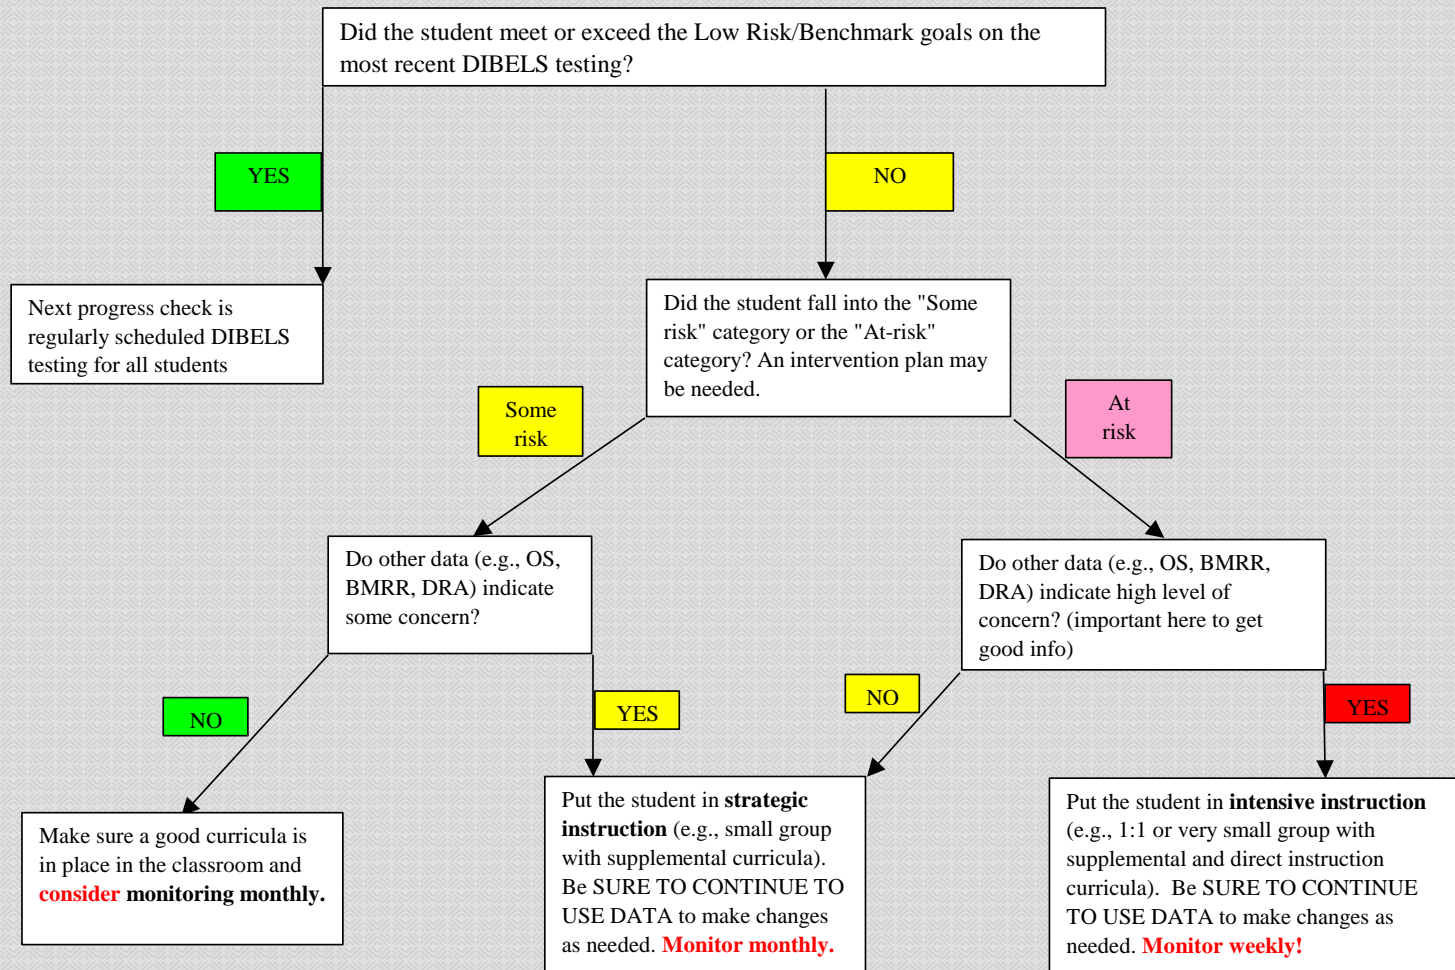 Did the student meet or exceed the Low Risk/Benchmark goals on the
most recent DIBELS testing?
YES
NO
Next progress check is
regularly scheduled DIBELS
testing for all students
Did the student fall into the "Some
risk" category or the "At-risk"
category? An intervention plan may
be needed.
Some
risk
At
risk
Do other data (e.g., OS,
BMRR, DRA) indicate
some concern?
Do other data (e.g., OS, BMRR,
DRA) indicate high level of
concern? (important here to get
good info)
NO
YES
NO
YES
Make sure a good curricula is
in place in the classroom and
consider monitoring monthly.
Put the student in strategic
instruction (e.g., small group
with supplemental curricula).
Be SURE TO CONTINUE TO
USE DATA to make changes
as needed. Monitor monthly.
Put the student in intensive instruction
(e.g., 1:1 or very small group with
supplemental and direct instruction
curricula).  Be SURE TO CONTINUE
TO USE DATA to make changes as
needed. Monitor weekly!